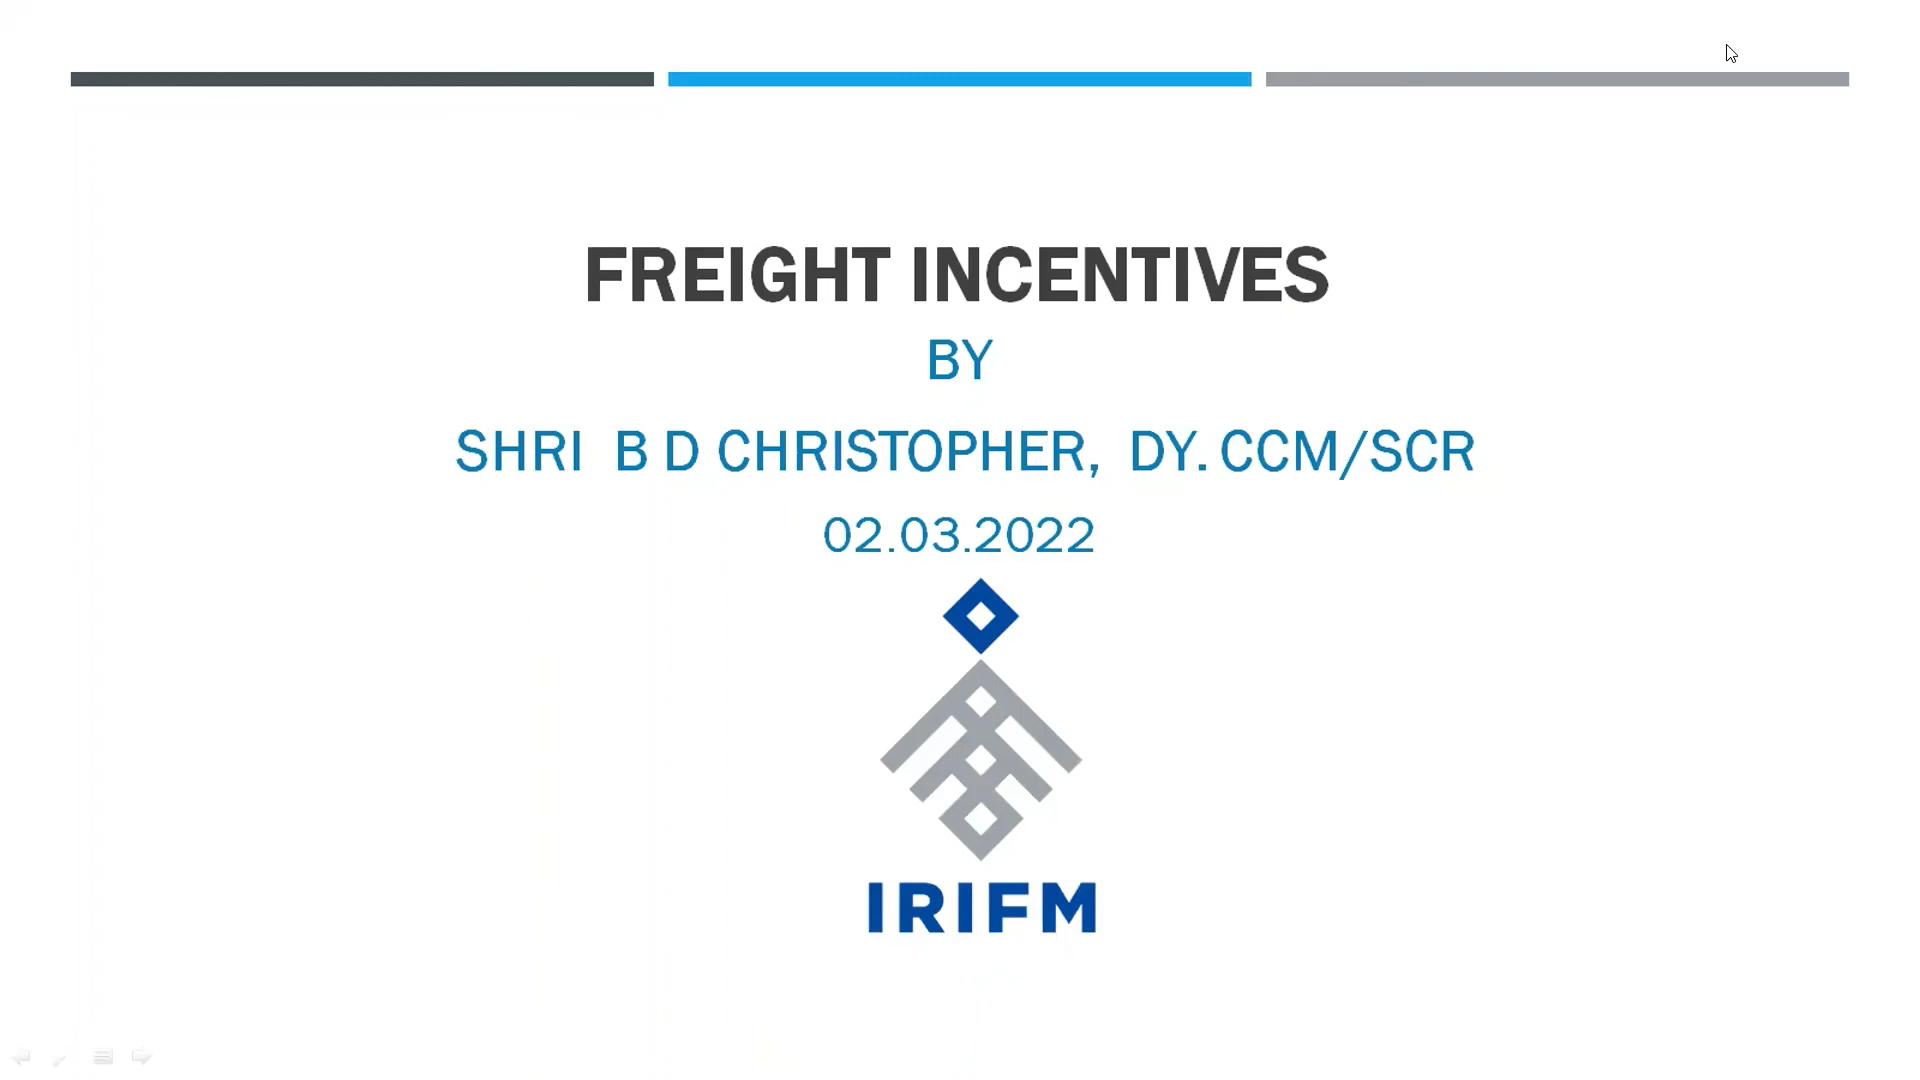 FREIGHT INCENTIVES
BY
SHRI B D CHRISTOPHER, DY. CCM/SCR
02.03.2022
IRIFM